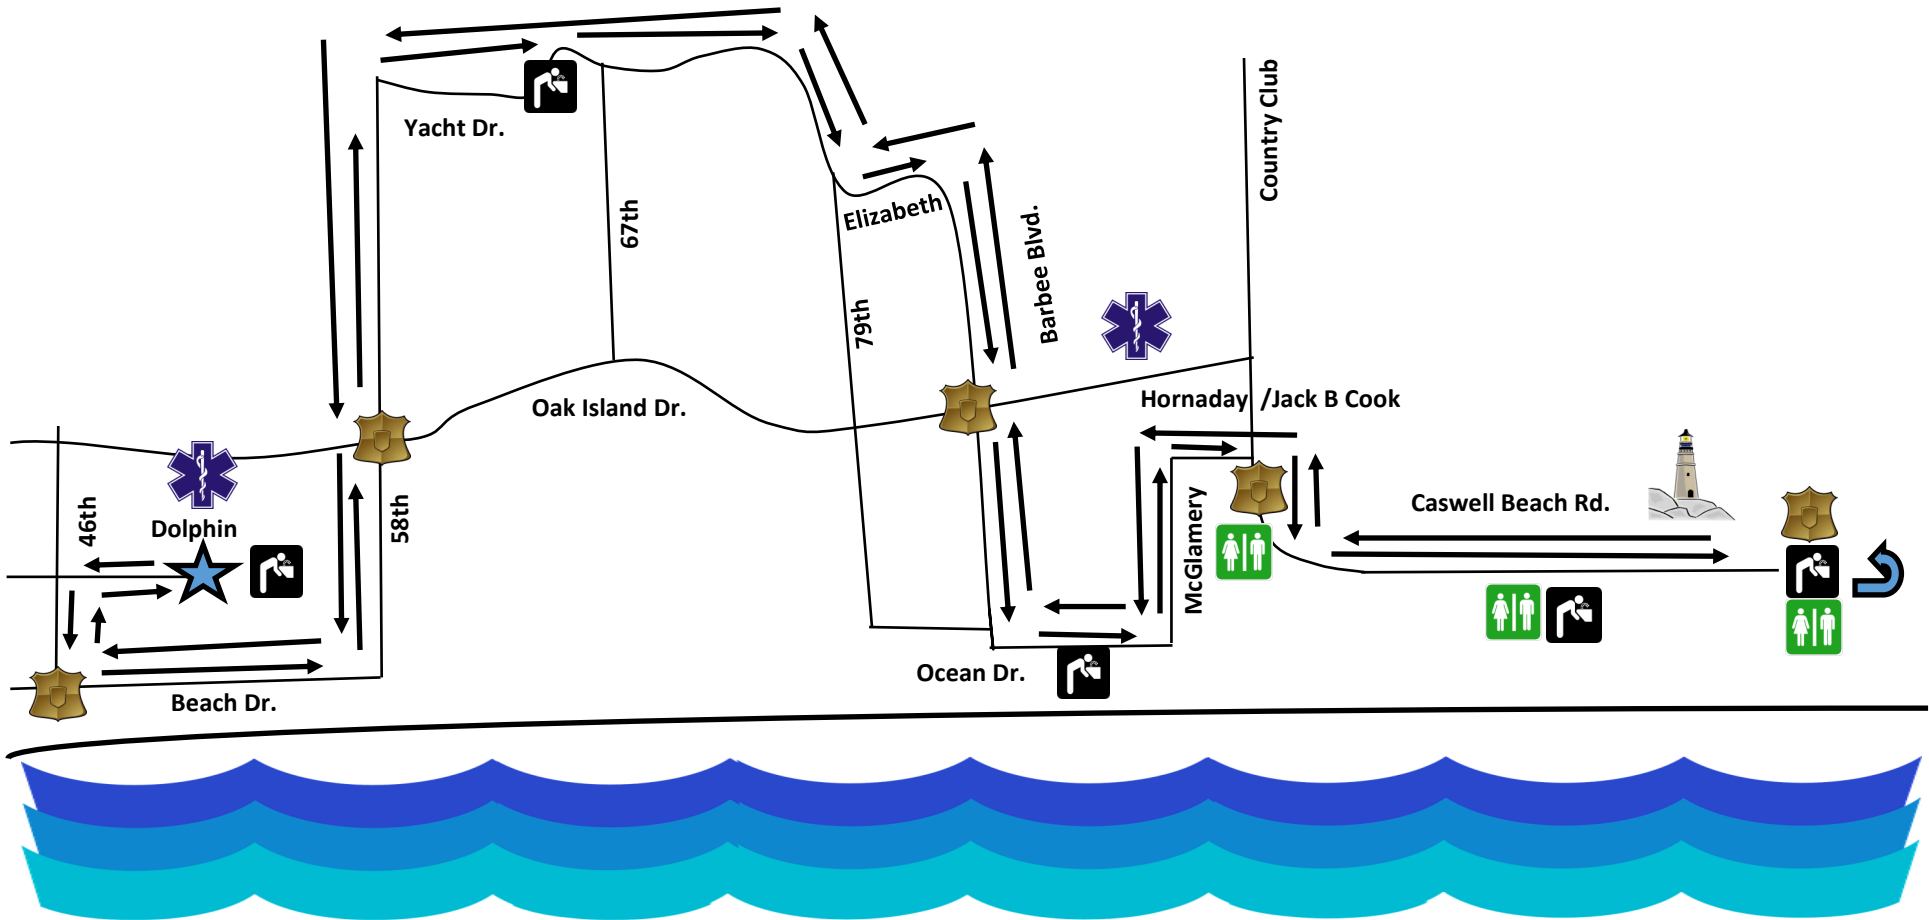 Yacht Dr.
67th
Elizabeth
79th
Barbee Blvd.
Country Club
Oak Island Dr.
Hornaday /Jack B Cook
46th
Dolphin
58th
McGlamery
Caswell Beach Rd.
Beach Dr.
Ocean Dr.